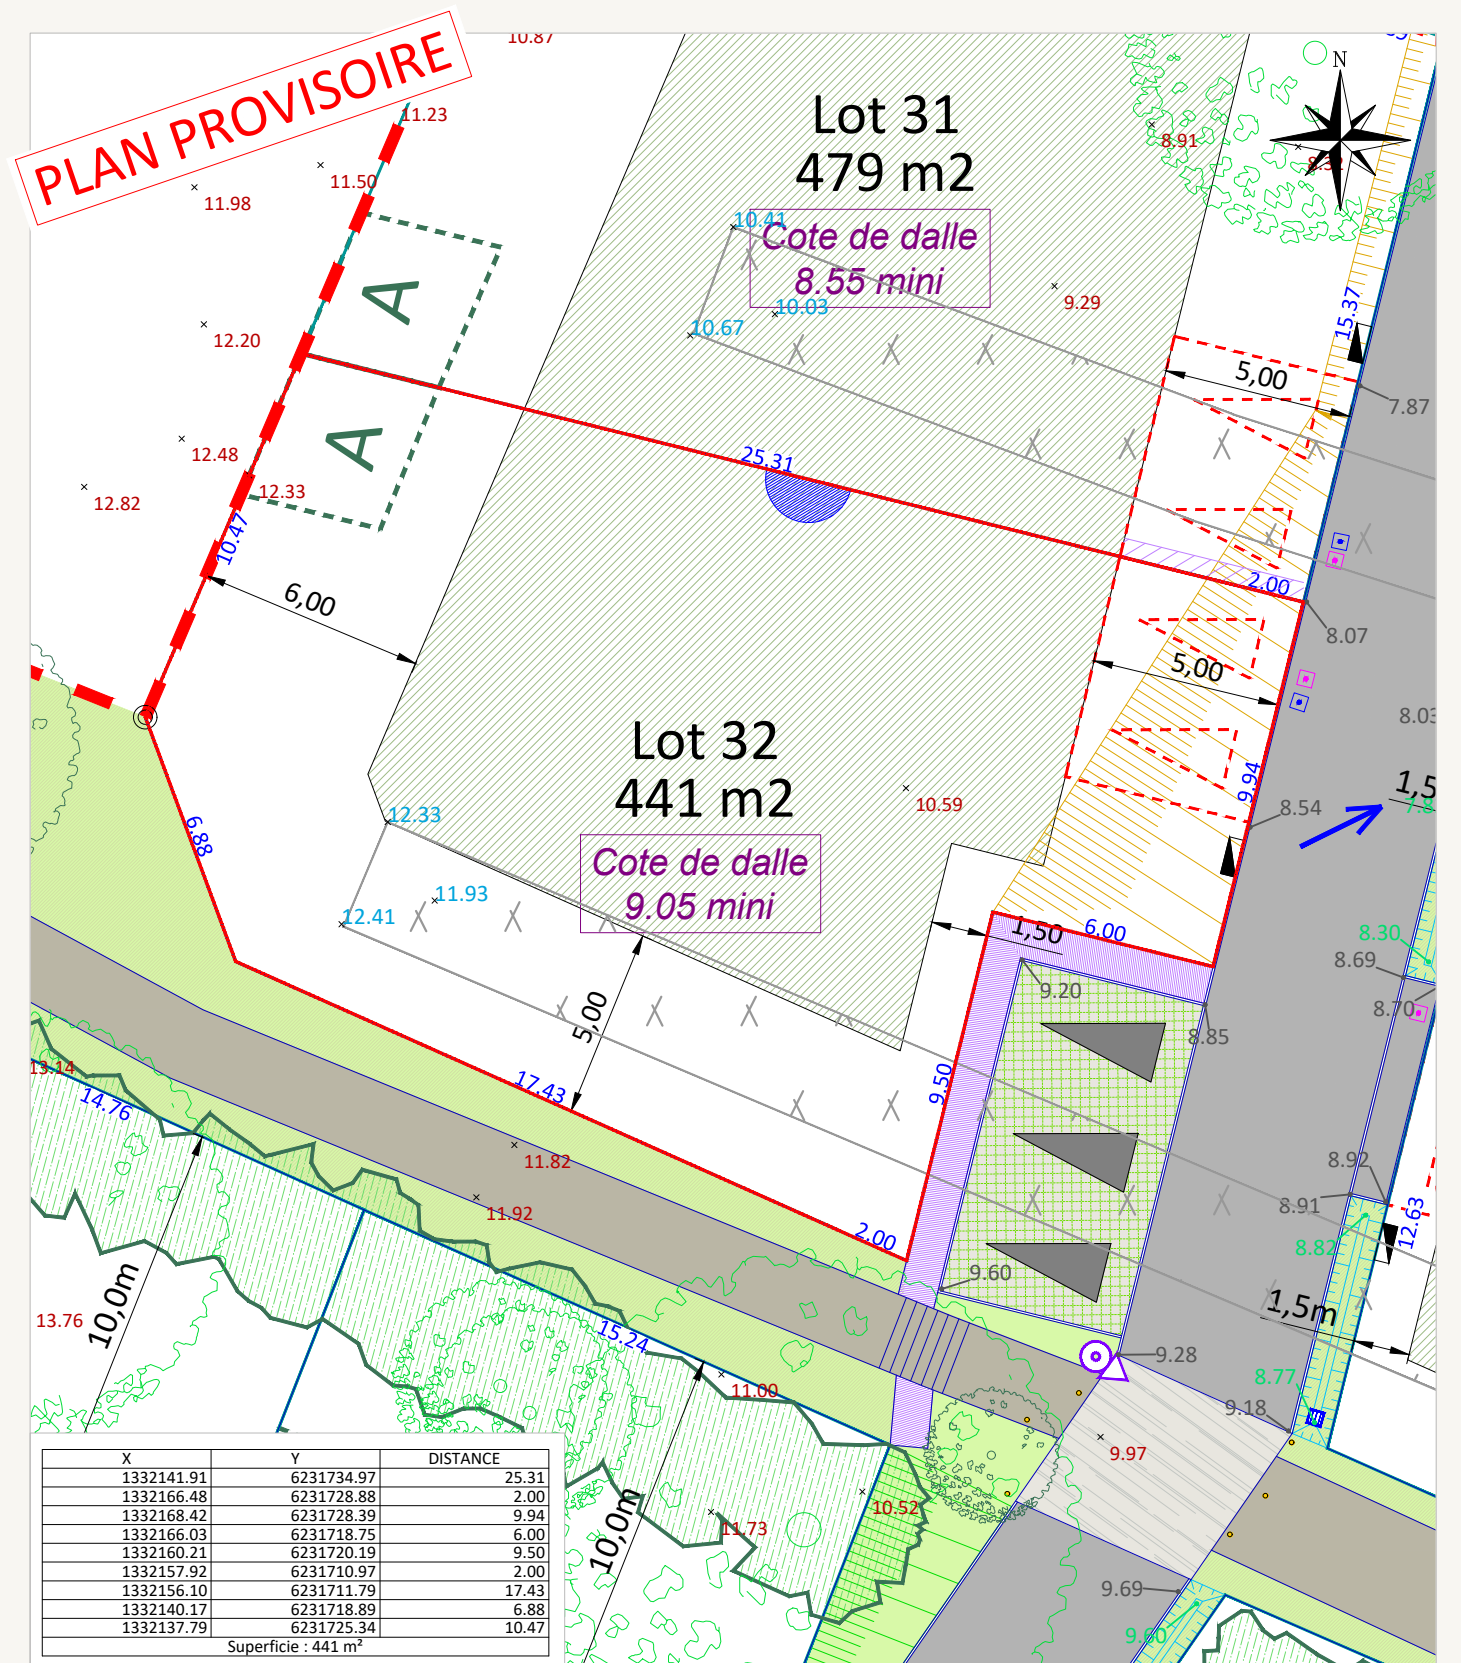 10.87
PLAN PROVISOIRE
N
11.23
Lot 31
479 m2
8.91
11.50
11.98
10.41
Cote de dalle
8.55 mini
9.29
10.03
10.67
15.37
A
12.20
5,00
7.87
A
12.48
25.31
12.33
12.82
10.47
2.00
6,00
8.07
5,00
8.03
Lot 32
441 m2
9.94
1,5
10.59
8.54
12.33
6.88
Cote de dalle
9.05 mini
11.93
12.41
1,50
6.00
8.30
8.69
9.20
8.70
5,00
8.85
13.14
14.76
17.43
9.50
11.82
8.92
11.92
8.91
12.63
2.00
8.82
9.60
10,0m
13.76
1,5m
15.24
9.28
11.00
8.77
9.18
9.97
10.52
11.73
10,0m
9.69
9.60
X Y DISTANCE
1332141.91 6231734.97 25.31
1332166.48 6231728.88 2.00
1332168.42 6231728.39 9.94
1332166.03 6231718.75 6.00
1332160.21 6231720.19 9.50
1332157.92 6231710.97 2.00
1332156.10 6231711.79 17.43
1332140.17 6231718.89 6.88
1332137.79 6231725.34 10.47
Superficie : 441 m²